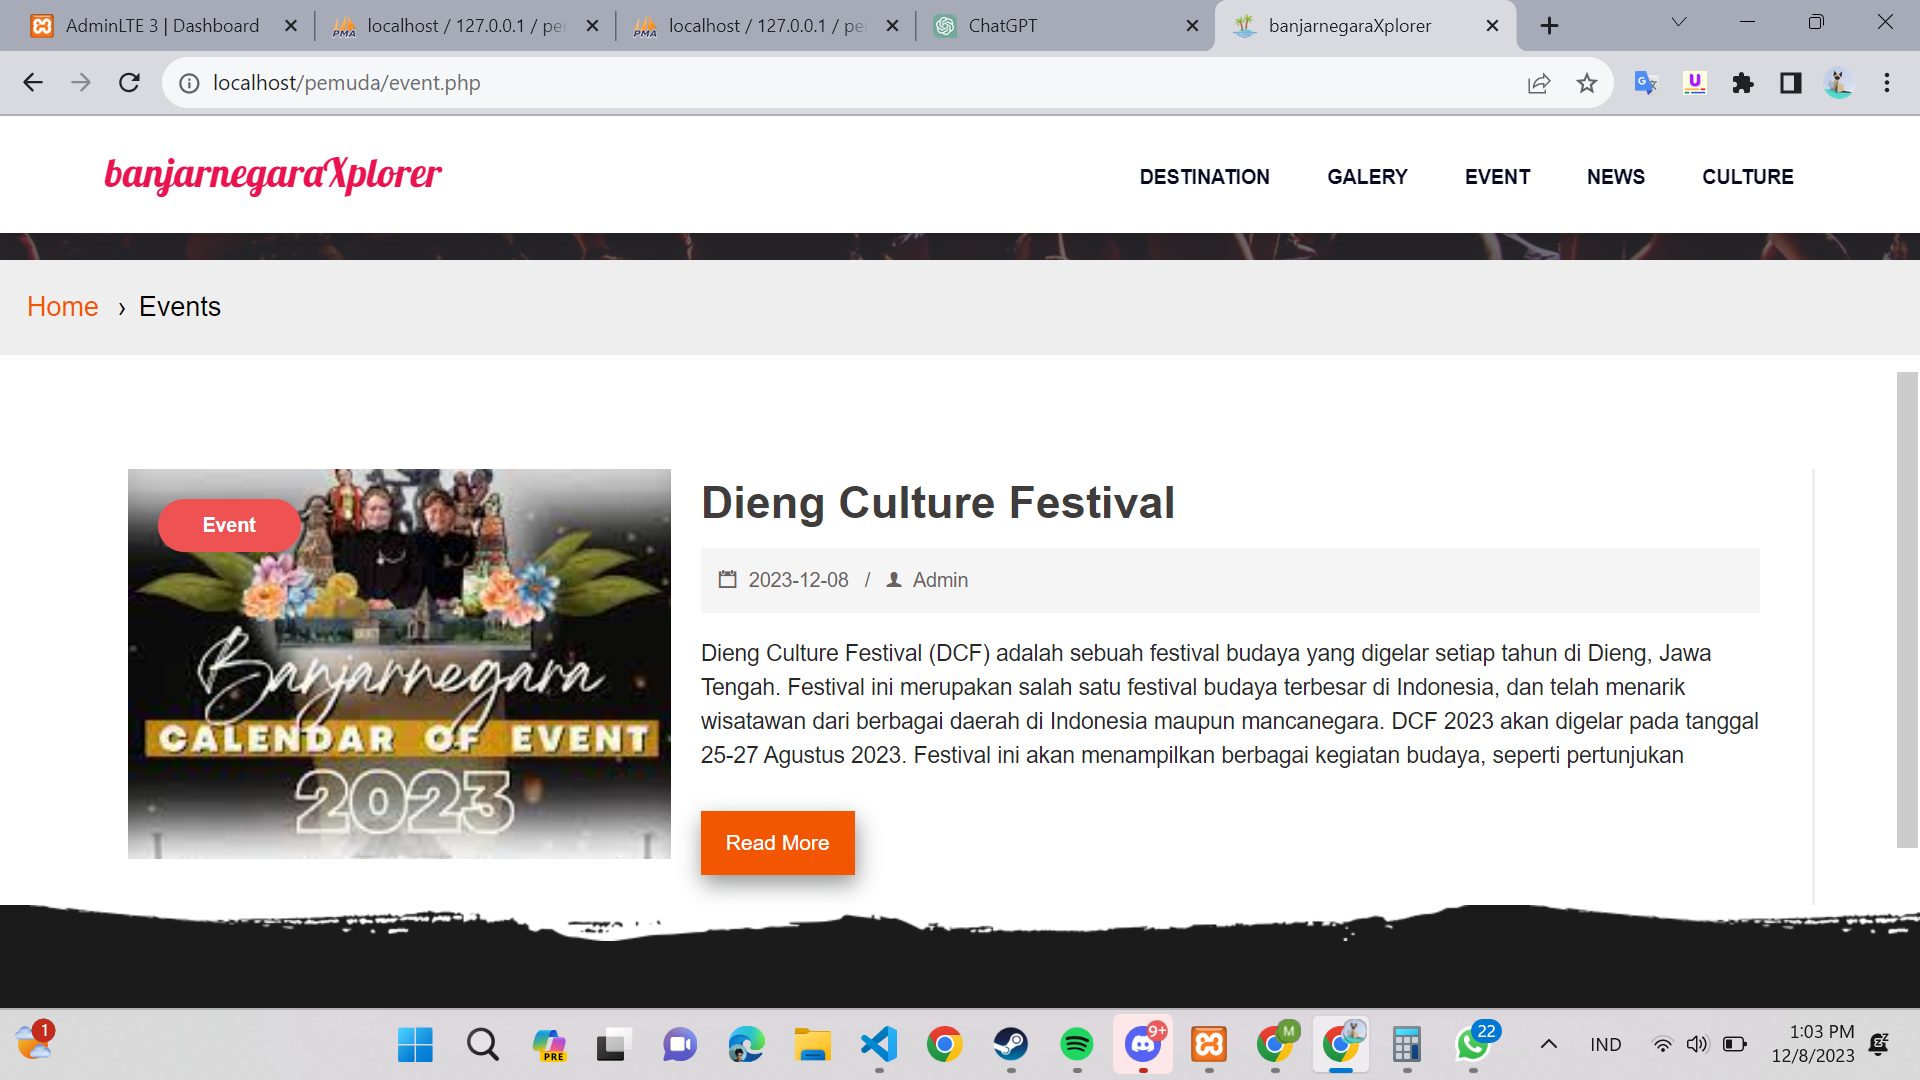 AdminLTE 3 | Dashboard
localhost / 127.0.0.1 / per
localhost / 127.0.0.1 / pe
ChatGPT
banjarnegaraXplorer
localhost/pemuda/event.php
banjarnegaraXplorer
DESTINATION GALERY EVENT NEWS CULTURE
Home › Events
Event
Banjarnegara
CALENDAR OF EVENT
2023
Dieng Culture Festival
2023-12-08 / Admin
Dieng Culture Festival (DCF) adalah sebuah festival budaya yang digelar setiap tahun di Dieng, Jawa
Tengah. Festival ini merupakan salah satu festival budaya terbesar di Indonesia, dan telah menarik
wisatawan dari berbagai daerah di Indonesia maupun mancanegara. DCF 2023 akan digelar pada tanggal
25-27 Agustus 2023. Festival ini akan menampilkan berbagai kegiatan budaya, seperti pertunjukan
Read More
1
PRE
9+
M
22
IND
1:03 PM
12/8/2023